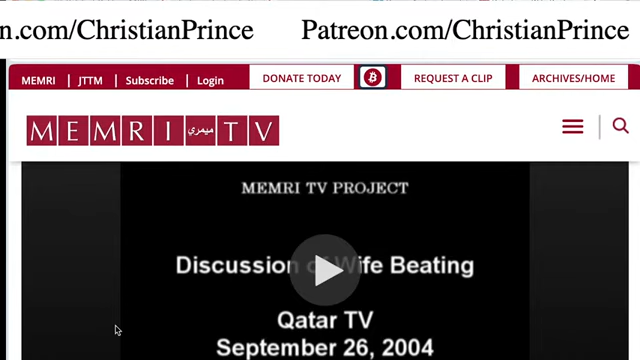 n.com/ChristianPrince Patreon.com/ChristianPrince
MEMRI | JTTM | Subscribe | Login DONATE TODAY REQUEST A CLIP ARCHIVES/HOME
MEMRI ميمري TV
MEMRI TV PROJECT
Discussion of Wife Beating
Qatar TV
September 26, 2004